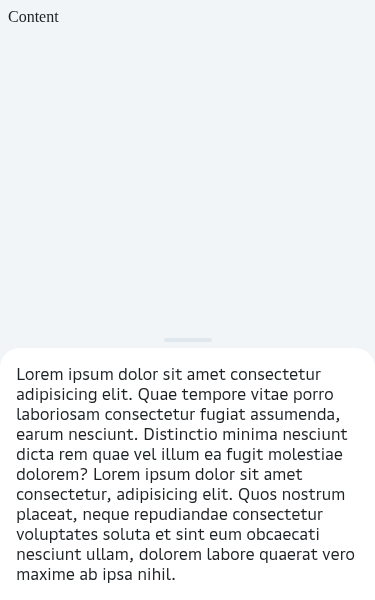 Content
Lorem ipsum dolor sit amet consectetur
adipisicing elit. Quae tempore vitae porro
laboriosam consectetur fugiat assumenda,
earum nesciunt. Distinctio minima nesciunt
dicta rem quae vel illum ea fugit molestiae
dolorem? Lorem ipsum dolor sit amet
consectetur, adipisicing elit. Quos nostrum
placeat, neque repudiandae consectetur
voluptates soluta et sint eum obcaecati
nesciunt ullam, dolorem labore quaerat vero
maxime ab ipsa nihil.